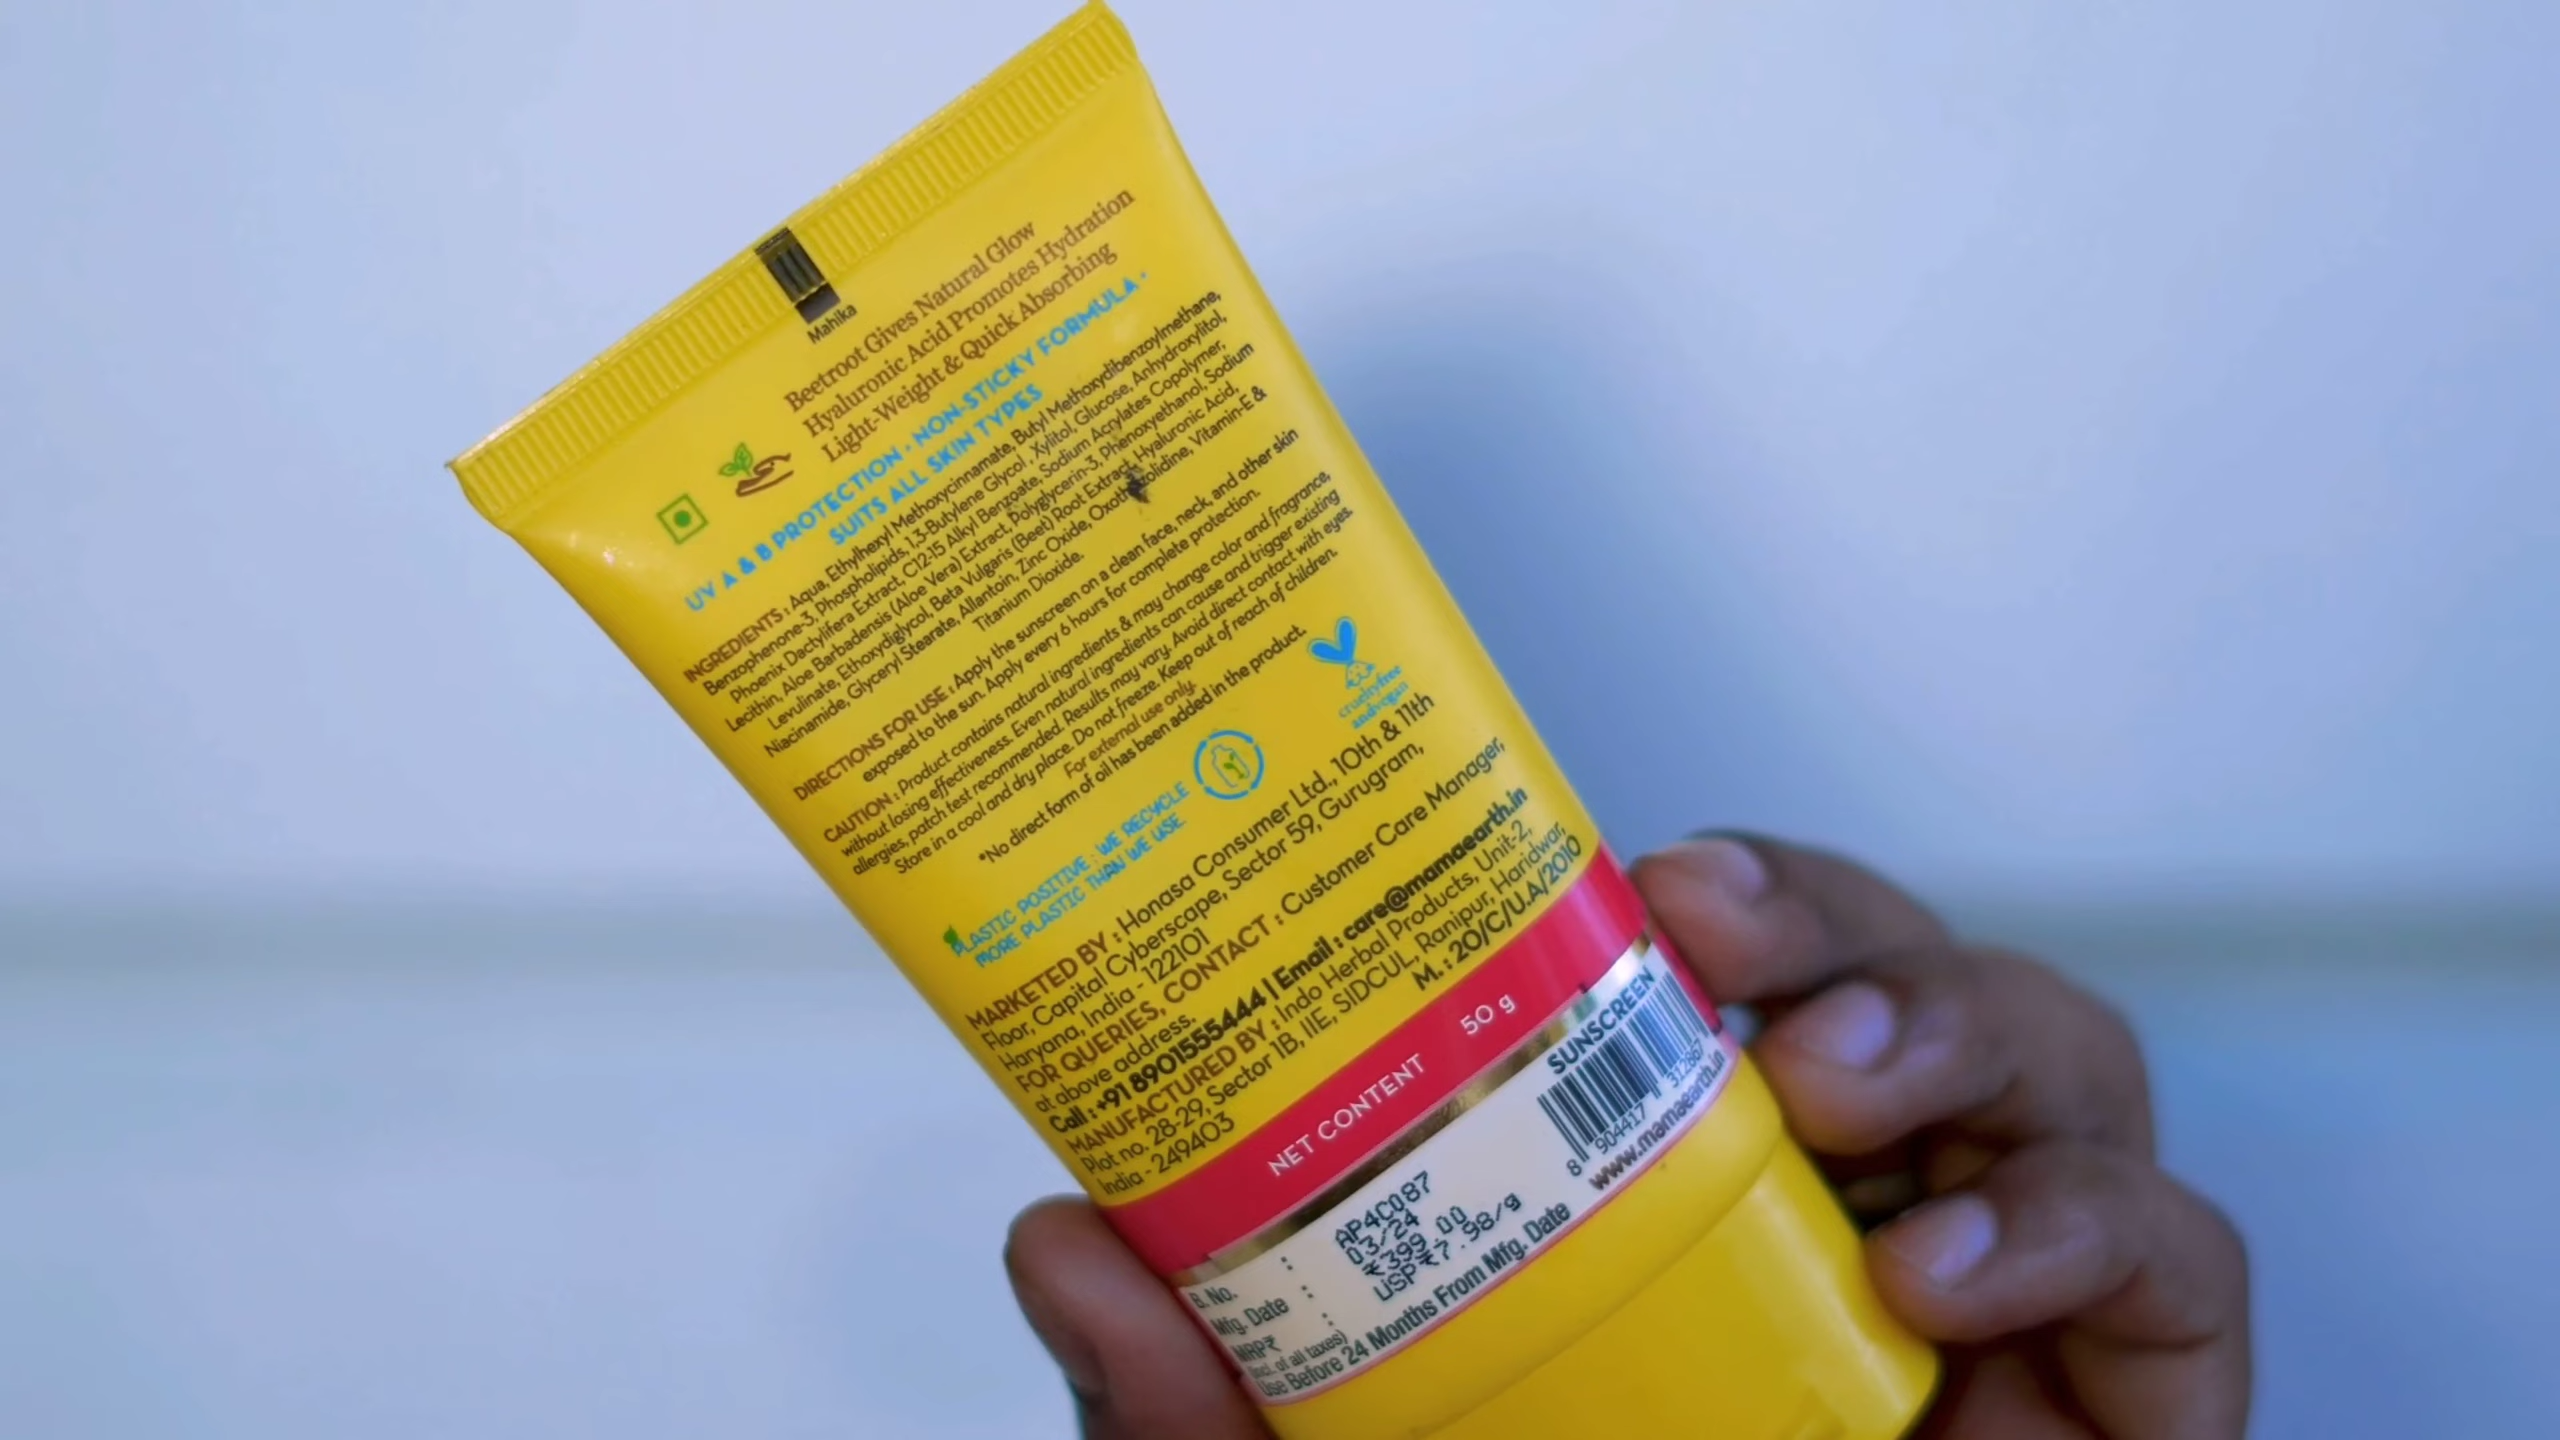 Mahika
Beetroot Gives Natural Glow
Hyaluronic Acid Promotes Hydration
Light-Weight & Quick Absorbing
UV A & B PROTECTION · NON-STICKY FORMULA ·
SUITS ALL SKIN TYPES
INGREDIENTS : Aqua, Ethylhexyl Methoxycinnamate, Butyl Methoxydibenzoylmethane,
Benzophenone-3, Phospholipids, 1,3-Butylene Glycol, Xylitol, Glucose, Anhydroxylitol,
Phoenix Dactylifera Extract, C12-15 Alkyl Benzoate, Sodium Acrylates Copolymer,
Lecithin, Aloe Barbadensis (Aloe Vera) Extract, Polyglycerin-3, Phenoxyethanol, Sodium
Levulinate, Ethoxydiglycol, Beta Vulgaris (Beet) Root Extract, Hyaluronic Acid,
Niacinamide, Glyceryl Stearate, Allantoin, Zinc Oxide, Vitamin-E &
Titanium Dioxide.
DIRECTIONS FOR USE : Apply the sunscreen on a clean face, neck, and other skin
exposed to the sun. Apply every 6 hours for complete protection.
CAUTION : Product contains natural ingredients & may change color and fragrance,
without losing effectiveness. Even natural ingredients can cause and trigger existing
allergies, patch test recommended. Results may vary. Avoid direct contact with eyes.
Store in a cool and dry place. Do not freeze. Keep out of reach of children.
For external use only.
*No direct form of oil has been added in the product.
PLASTIC POSITIVE : WE RECYCLE
MORE PLASTIC THAN WE USE.
crueltyfree
andvegan
MARKETED BY : Honasa Consumer Ltd., 10th & 11th
Floor, Capital Cyberscape, Sector 59, Gurugram,
Haryana, India - 122101
FOR QUERIES, CONTACT : Customer Care Manager,
at above address.
Call : +91 8901555444 | Email : care@mamaearth.in
MANUFACTURED BY : Indo Herbal Products, Unit-2,
Plot no. 28-29, Sector 1B, IIE, SIDCUL, Ranipur, Haridwar,
India - 249403 M. : 20/C/U.A/2010
NET CONTENT 50 g
SUNSCREEN
8 904417 312867
www.mamaearth.in
B. No. : AP4C087
Mfg. Date : 03/24
MRP₹ : ₹399.00
(incl. of all taxes) USP₹7.98/g
Use Before 24 Months From Mfg. Date